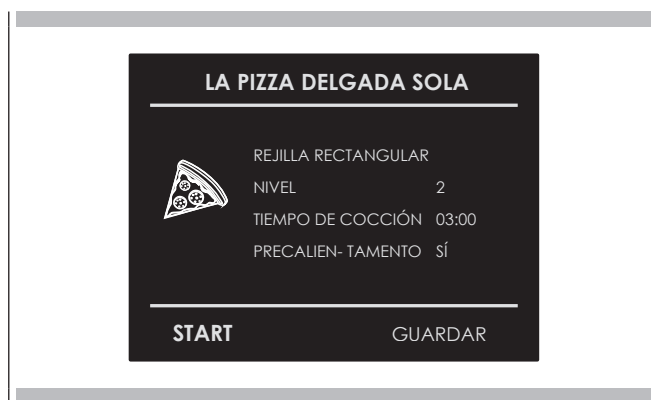 LA PIZZA DELGADA SOLA
REJILLA RECTANGULAR
NIVEL 2
TIEMPO DE COCCIÓN 03:00
PRECALIEN- TAMENTO SÍ
START GUARDAR